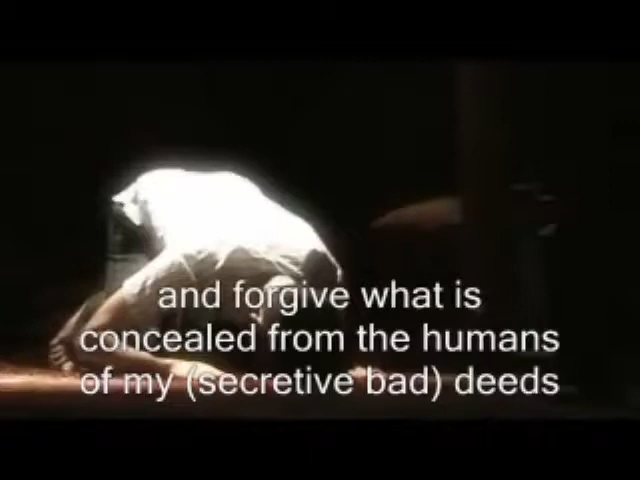 and forgive what is
concealed from the humans
of my (secretive bad) deeds